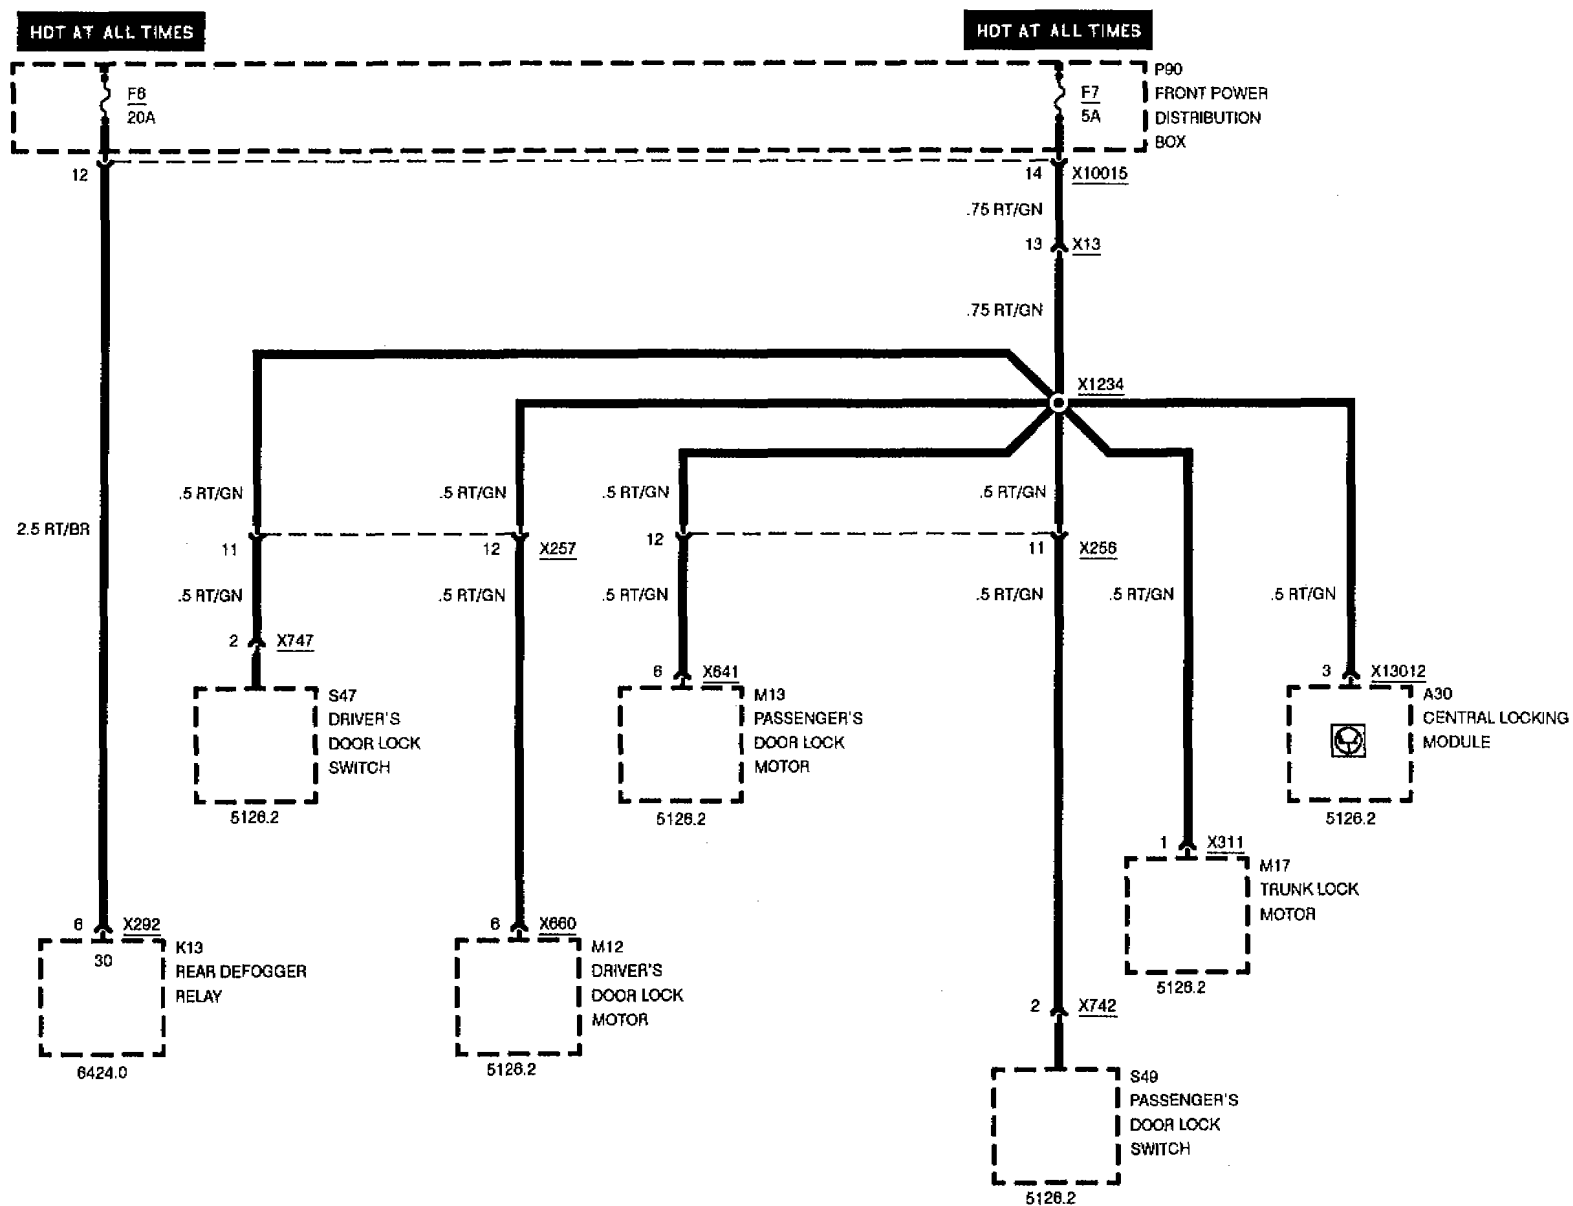 HOT AT ALL TIMES
HOT AT ALL TIMES
F6
20A
F7
5A
P90
FRONT POWER
DISTRIBUTION
BOX
12
14 X10015
.75 RT/GN
13 X13
.75 RT/GN
X1234
.5 RT/GN
.5 RT/GN
.5 RT/GN
.5 RT/GN
2.5 RT/BR
11
12 X257
12
11 X256
.5 RT/GN
.5 RT/GN
.5 RT/GN
.5 RT/GN
.5 RT/GN
.5 RT/GN
2 X747
S47
DRIVER'S
DOOR LOCK
SWITCH
5126.2
6 X641
M13
PASSENGER'S
DOOR LOCK
MOTOR
5126.2
3 X13012
A30
CENTRAL LOCKING
MODULE
5126.2
1 X311
M17
TRUNK LOCK
MOTOR
5126.2
6 X292
30
K13
REAR DEFOGGER
RELAY
6424.0
6 X660
M12
DRIVER'S
DOOR LOCK
MOTOR
5126.2
2 X742
S49
PASSENGER'S
DOOR LOCK
SWITCH
5126.2